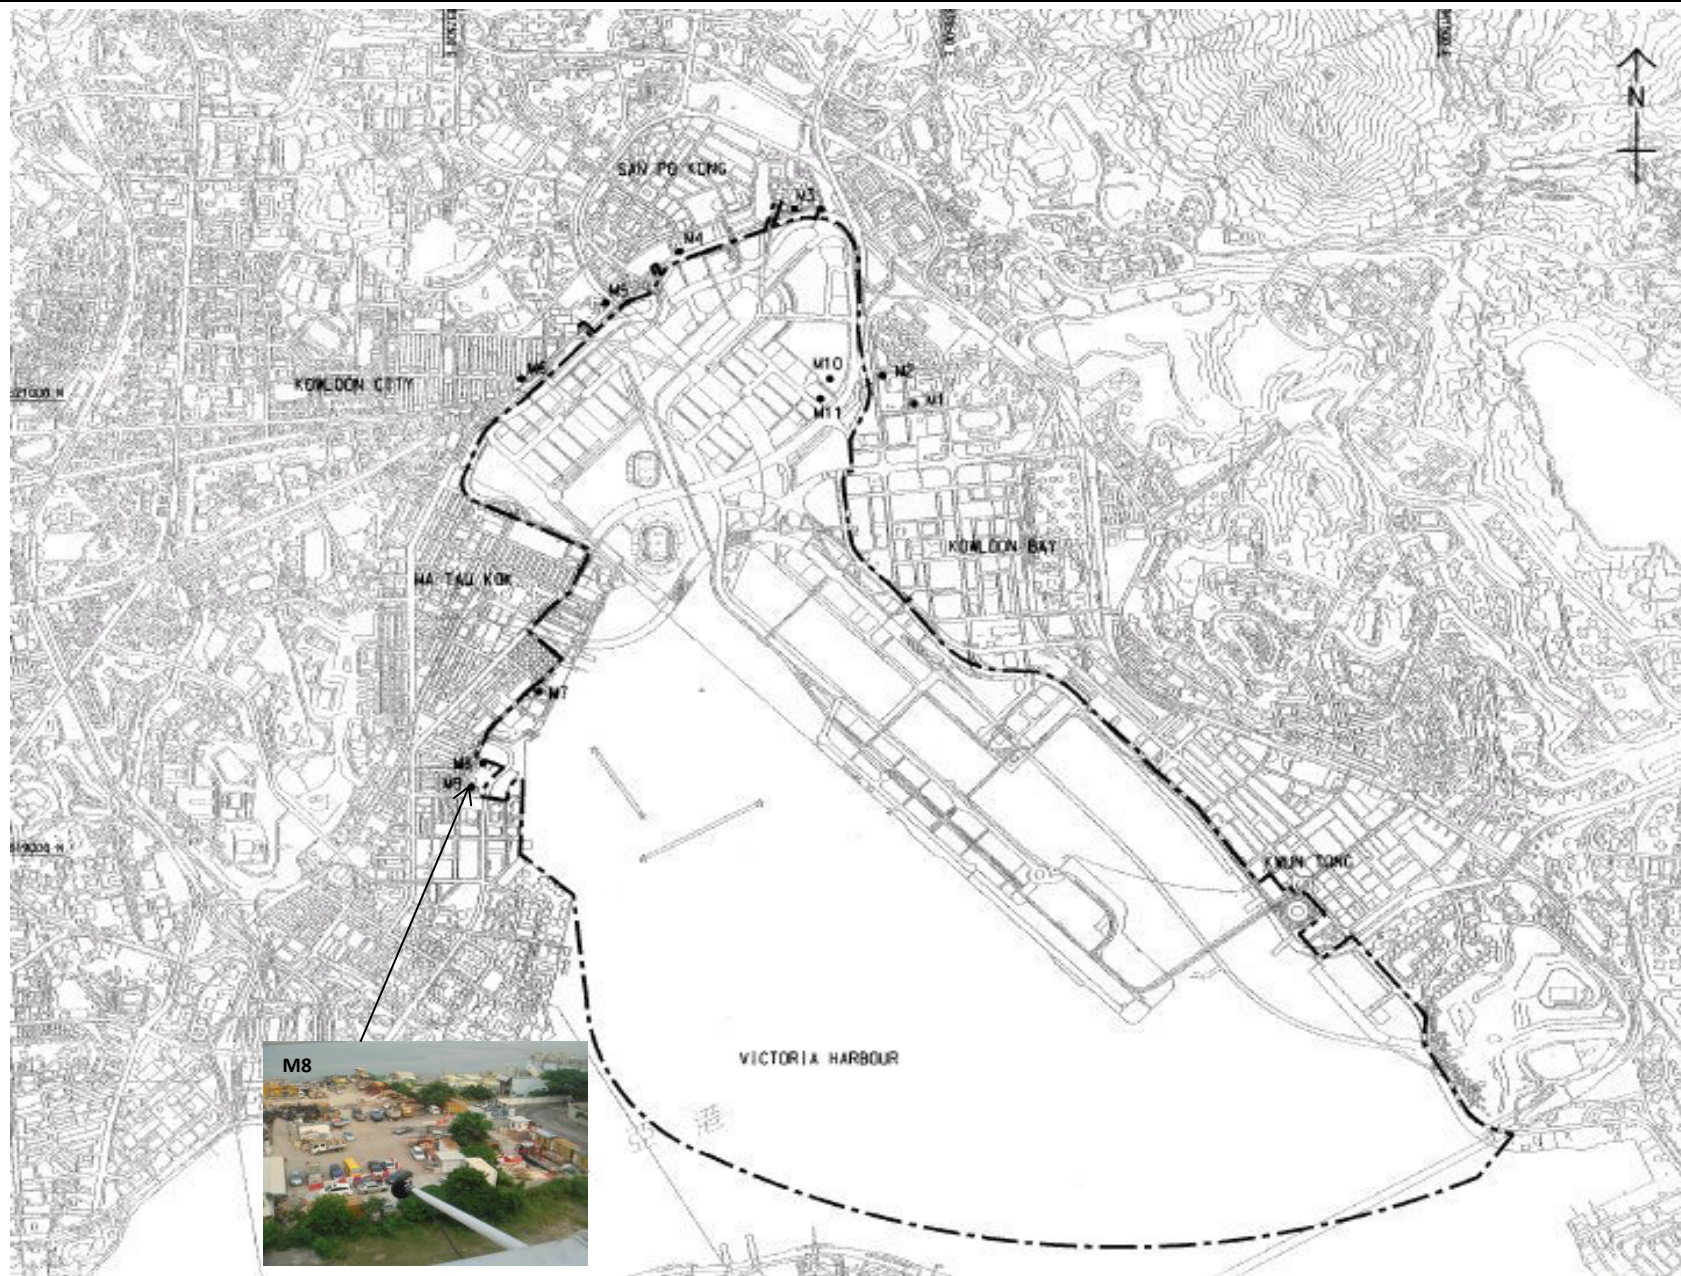 N
SAN PO KONG
M3
M4
M5
M6
KOWLOON CITY
M10
M11
M2
M1
KOWLOON BAY
MA TAU KOK
M7
M8
M9
KWUN TONG
VICTORIA HARBOUR
港
M8